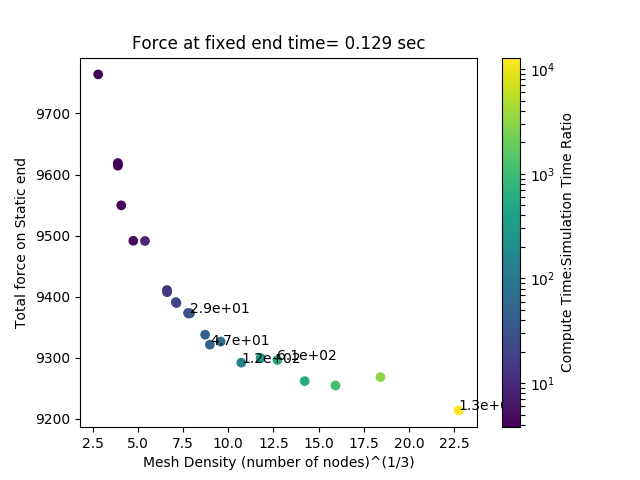 Force at fixed end time= 0.129 sec
Total force on Static end
9700
9600
9500
9400
9300
9200
2.9e+01
4.7e+01
1.2e+02
6.1e+02
2.5
5.0
7.5
10.0
12.5
15.0
17.5
20.0
22.5
Mesh Density (number of nodes)^(1/3)
10^4
10^3
10^2
10^1
Compute Time:Simulation Time Ratio